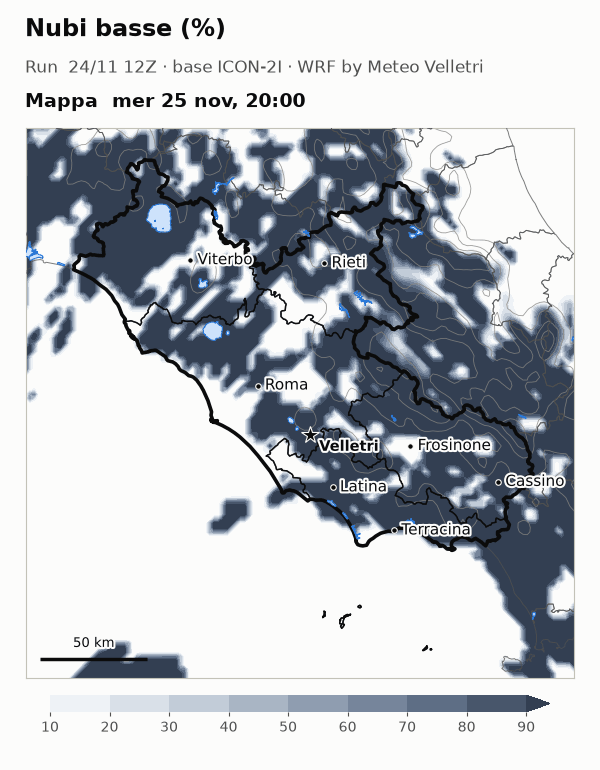 Nubi basse (%)
Run  24/11 12Z · base ICON-2I · WRF by Meteo Velletri
Mappa  mer 25 nov, 20:00
Viterbo
Rieti
Roma
Velletri
Frosinone
Cassino
Latina
Terracina
50 km
10 20 30 40 50 60 70 80 90